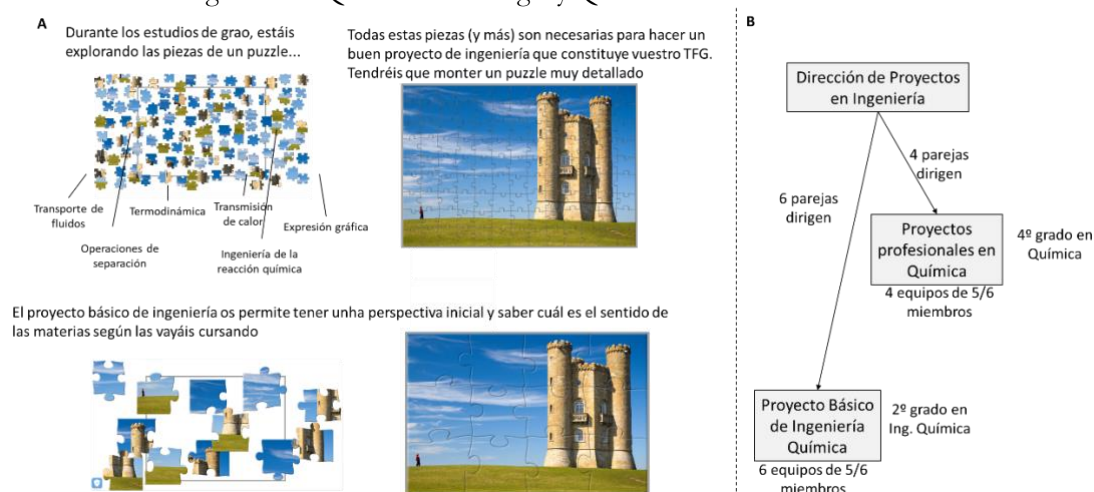 A
Durante los estudios de grao, estáis
explorando las piezas de un puzzle...
Transporte de
fluidos
Operaciones de
separación
Termodinámica
Transmisión
de calor
Ingeniería de la
reacción química
Expresión gráfica
Todas estas piezas (y más) son necesarias para hacer un
buen proyecto de ingeniería que constituye vuestro TFG.
Tendréis que monter un puzzle muy detallado
El proyecto básico de ingeniería os permite tener unha perspectiva inicial y saber cuál es el sentido de
las materias según las vayáis cursando
B
Dirección de Proyectos
en Ingeniería
4 parejas
dirigen
6 parejas
dirigen
Proyectos
profesionales en
Química
4º grado en
Química
4 equipos de 5/6
miembros
Proyecto Básico
de Ingeniería
Química
2º grado en
Ing. Química
6 equipos de 5/6
miembros